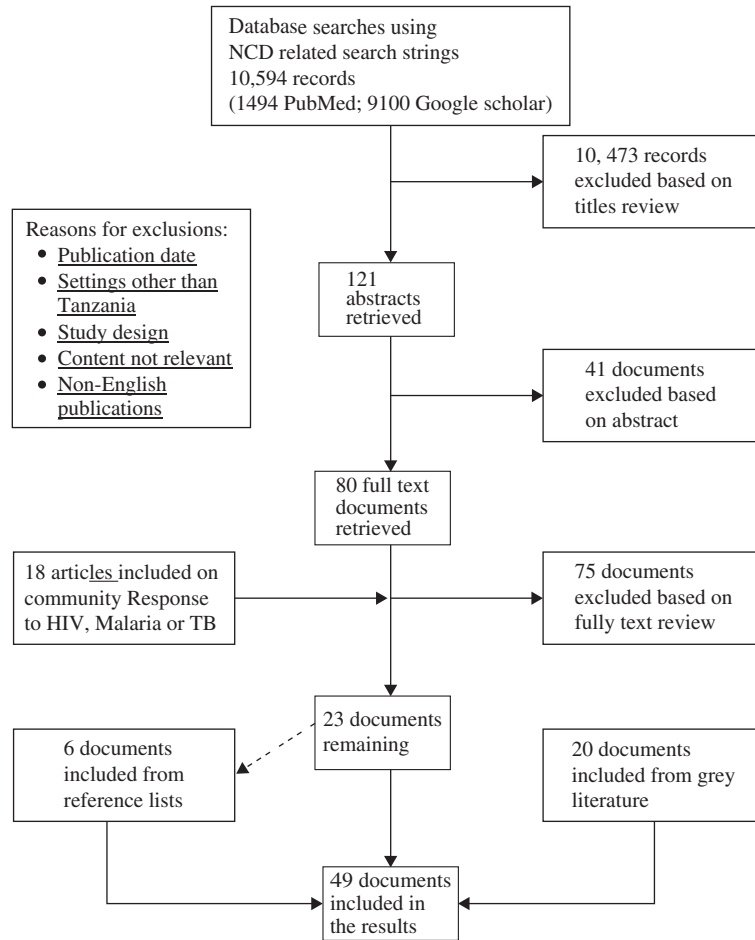 Database searches using
NCD related search strings
10,594 records
(1494 PubMed; 9100 Google scholar)
10, 473 records
excluded based on
titles review
Reasons for exclusions:
• Publication date
• Settings other than
Tanzania
• Study design
• Content not relevant
• Non-English
publications
121
abstracts
retrieved
41 documents
excluded based
on abstract
80 full text
documents
retrieved
18 articles included on
community Response
to HIV, Malaria or TB
75 documents
excluded based on
fully text review
23 documents
remaining
6 documents
included from
reference lists
20 documents
included from grey
literature
49 documents
included in
the results